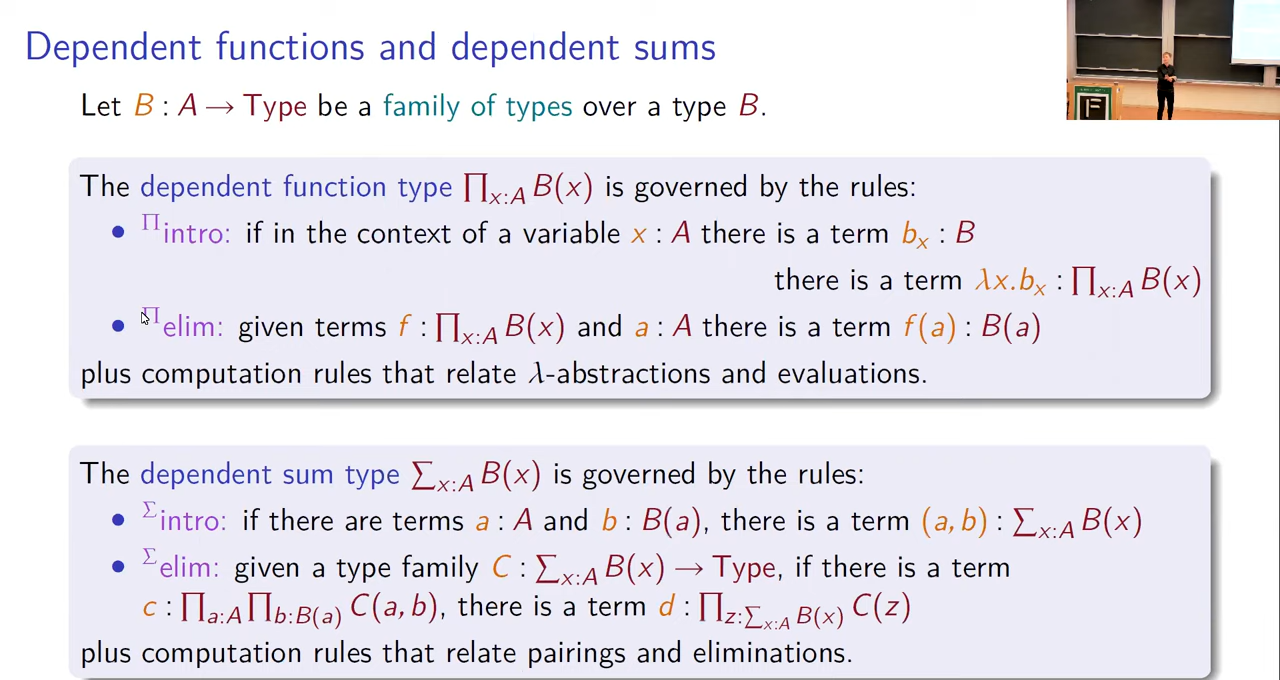 Dependent functions and dependent sums
Let B : A → Type be a family of types over a type B.
The dependent function type ∏ₓ:A B(x) is governed by the rules:
• Πintro: if in the context of a variable x : A there is a term bₓ : B
there is a term λx.bₓ : ∏ₓ:A B(x)
• Πelim: given terms f : ∏ₓ:A B(x) and a : A there is a term f(a) : B(a)
plus computation rules that relate λ-abstractions and evaluations.
The dependent sum type ∑ₓ:A B(x) is governed by the rules:
• Σintro: if there are terms a : A and b : B(a), there is a term (a, b) : ∑ₓ:A B(x)
• Σelim: given a type family C : ∑ₓ:A B(x) → Type, if there is a term
c : ∏a:A ∏b:B(a) C(a, b), there is a term d : ∏z:∑ₓ:A B(x) C(z)
plus computation rules that relate pairings and eliminations.
F